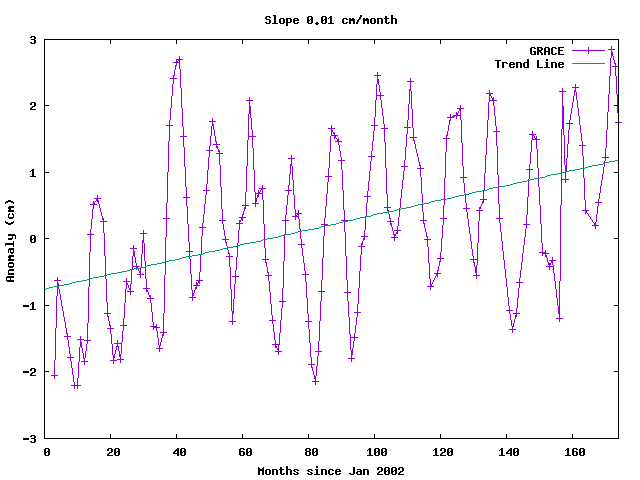 Slope 0.01 cm/month
GRACE
Trend Line
3
2
1
0
-1
-2
-3
Anomaly (cm)
0 20 40 60 80 100 120 140 160
Months since Jan 2002